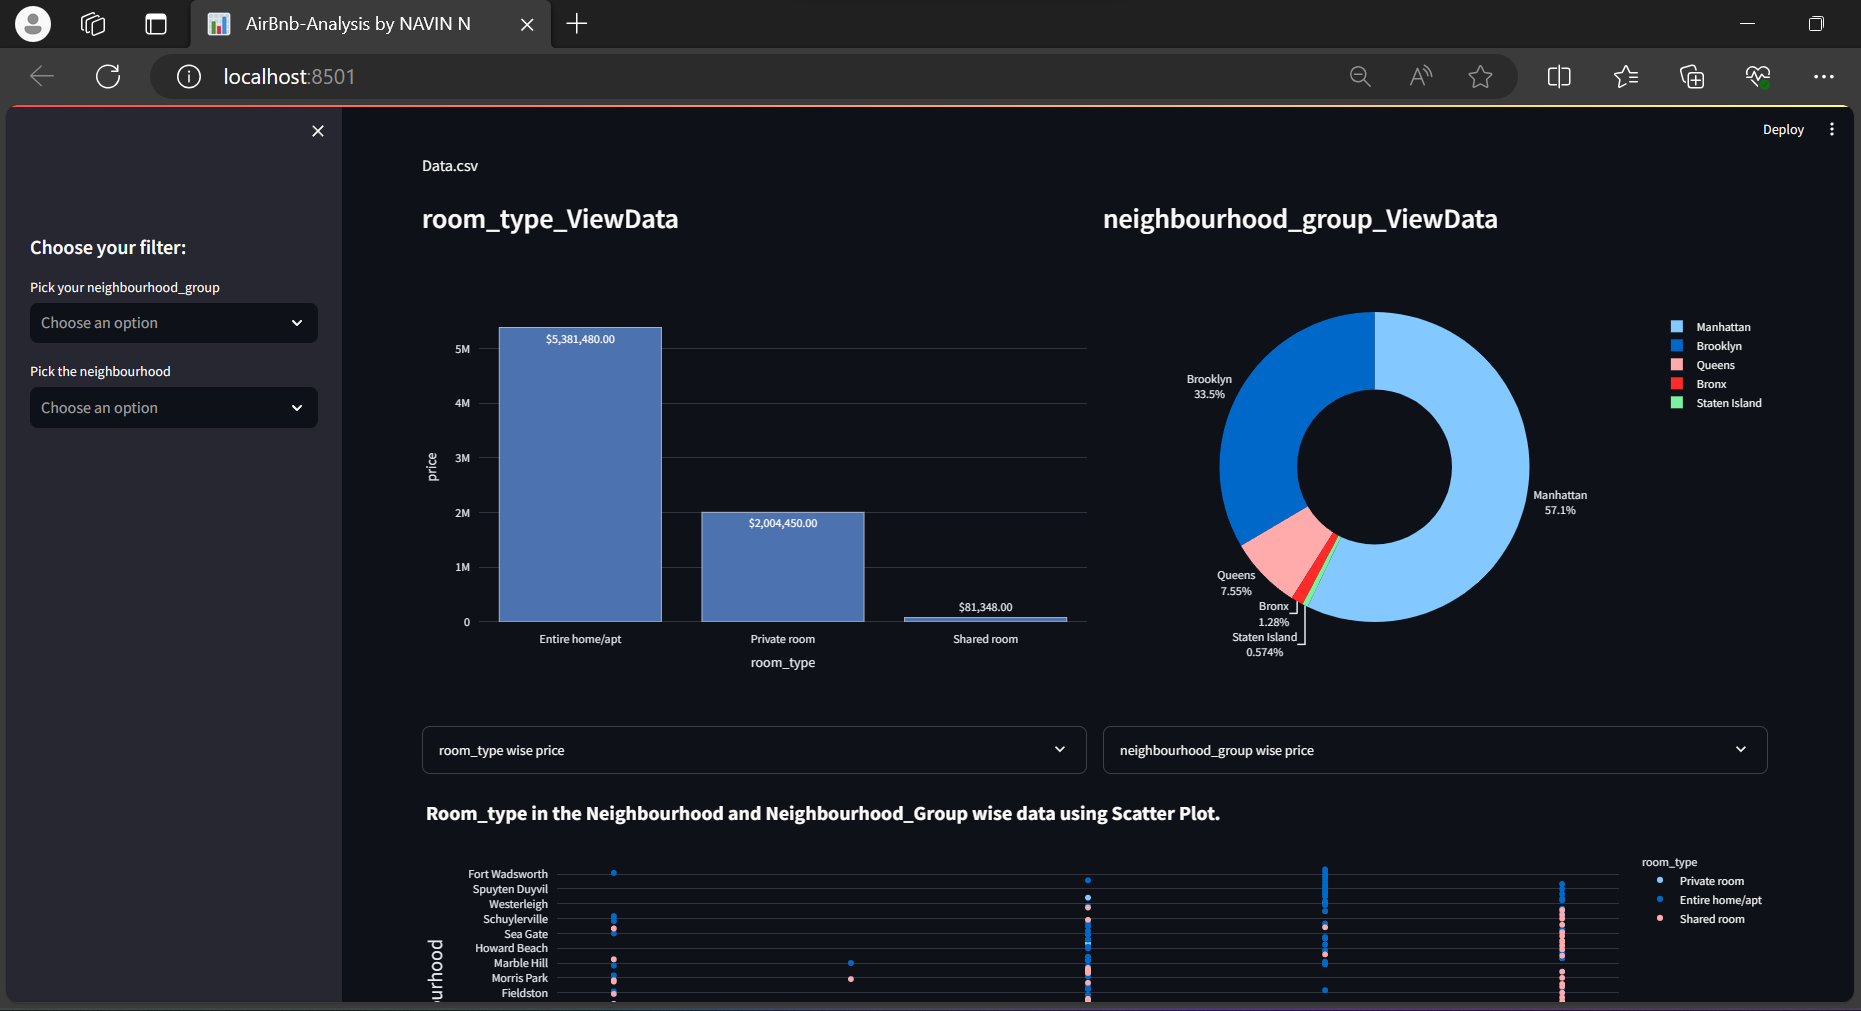 AirBnb-Analysis by NAVIN N
localhost:8501
Deploy
Choose your filter:
Pick your neighbourhood_group
Choose an option
Pick the neighbourhood
Choose an option
Data.csv
room_type_ViewData
price
5M
4M
3M
2M
1M
0
$5,381,480.00
$2,004,450.00
$81,348.00
Entire home/apt
Private room
Shared room
room_type
neighbourhood_group_ViewData
Brooklyn
33.5%
Manhattan
57.1%
Queens
7.55%
Bronx
1.28%
Staten Island
0.574%
Manhattan
Brooklyn
Queens
Bronx
Staten Island
room_type wise price
neighbourhood_group wise price
Room_type in the Neighbourhood and Neighbourhood_Group wise data using Scatter Plot.
urhood
Fort Wadsworth
Spuyten Duyvil
Westerleigh
Schuylerville
Sea Gate
Howard Beach
Marble Hill
Morris Park
Fieldston
room_type
Private room
Entire home/apt
Shared room